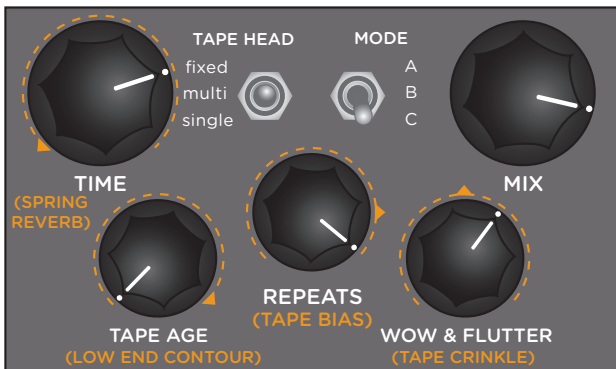 TAPE HEAD
MODE
fixed
multi
single
A
B
C
TIME
(SPRING
REVERB)
MIX
REPEATS
(TAPE BIAS)
TAPE AGE
(LOW END CONTOUR)
WOW & FLUTTER
(TAPE CRINKLE)